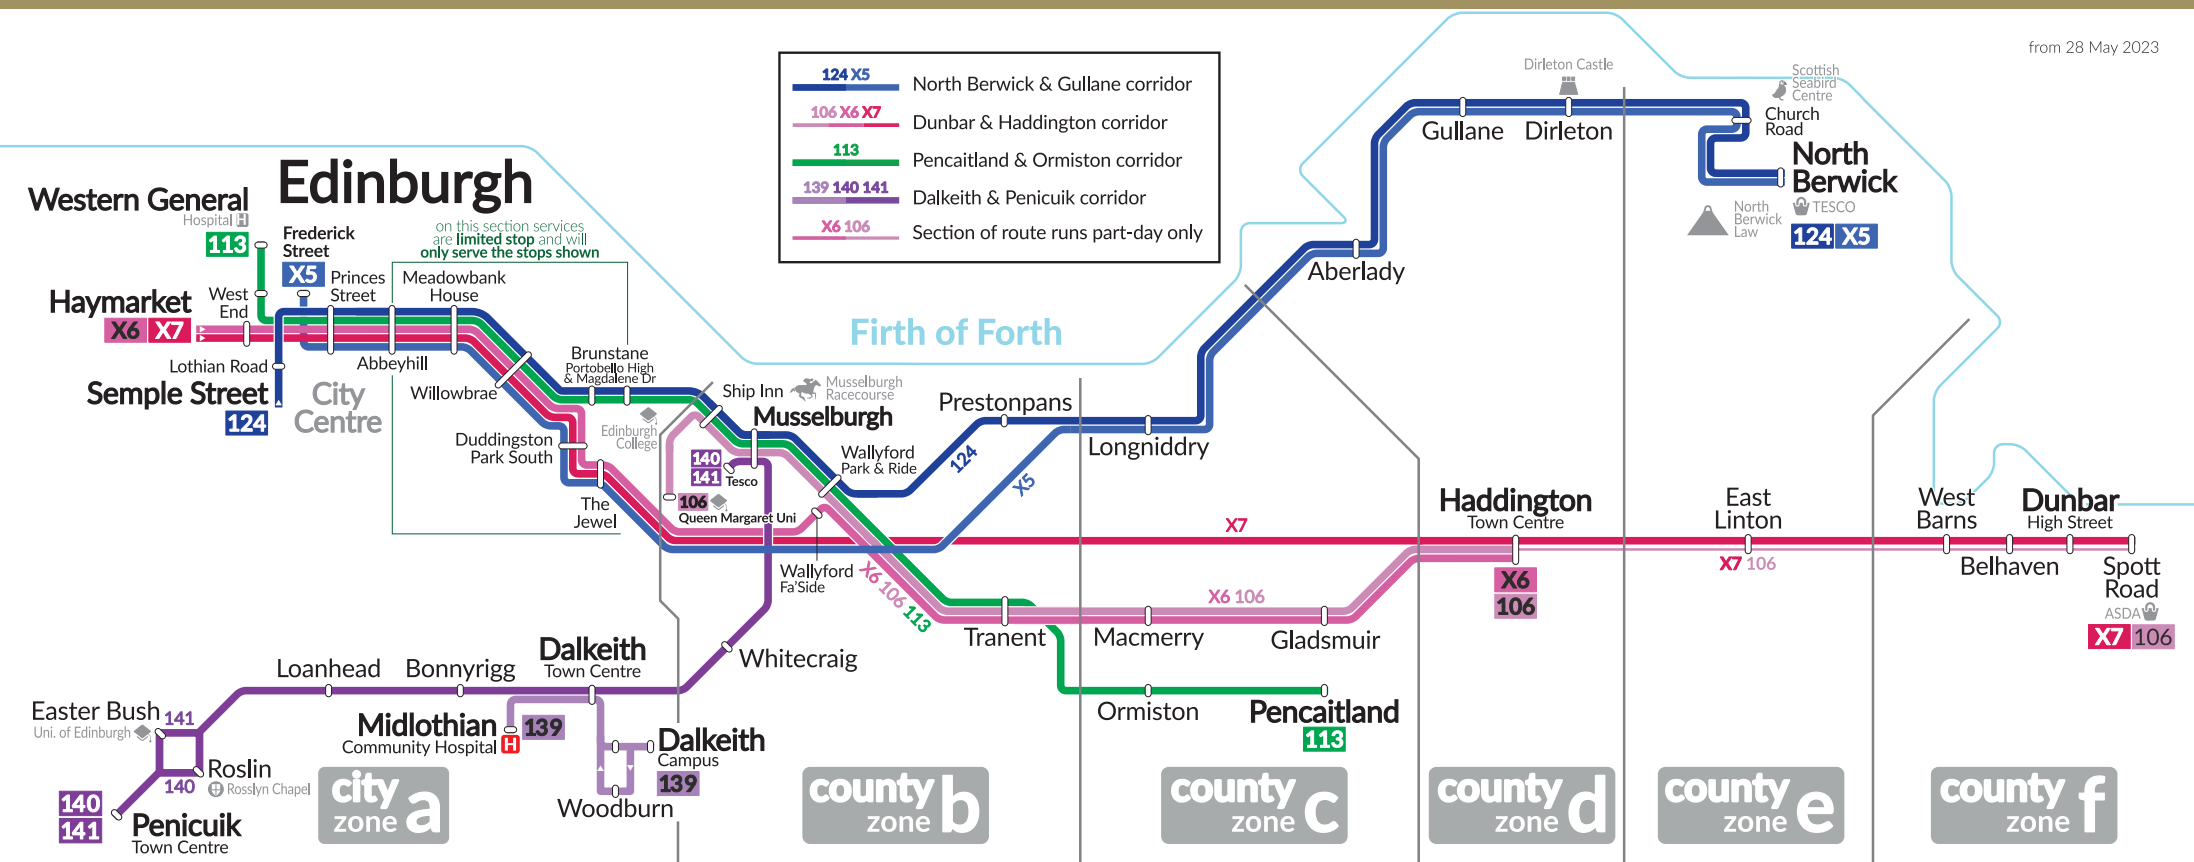 from 28 May 2023
124 X5
North Berwick & Gullane corridor
106 X6 X7
Dunbar & Haddington corridor
113
Pencaitland & Ormiston corridor
139 140 141
Dalkeith & Penicuik corridor
X6 106
Section of route runs part-day only
Edinburgh
Western General
Hospital H
113
Frederick
Street
X5
on this section services
are limited stop and will
only serve the stops shown
Princes
Street
Meadowbank
House
West
End
Haymarket
X6 X7
Lothian Road
Semple Street
124
City
Centre
Abbeyhill
Willowbrae
Brunstane
Portobello High
& Magdalene Dr
Duddingston
Park South
The
Jewel
Edinburgh
College
Ship Inn
Musselburgh
Racecourse
Musselburgh
140
141
Tesco
106
Queen Margaret Uni
Wallyford
Park & Ride
Wallyford
Fa'Side
Firth of Forth
Prestonpans
124
X5
Longniddry
Aberlady
Gullane
Dirleton Castle
Dirleton
Scottish
Seabird
Centre
Church
Road
North
Berwick
TESCO
North
Berwick
Law
124 X5
X7
X6 106 113
Tranent
Macmerry
X6 106
Gladsmuir
Haddington
Town Centre
X6
106
East
Linton
X7 106
West
Barns
Belhaven
Dunbar
High Street
Spott
Road
ASDA
X7 106
Ormiston
Pencaitland
113
Whitecraig
Dalkeith
Town Centre
Bonnyrigg
Loanhead
Midlothian
Community Hospital H
139
Dalkeith
Campus
139
Woodburn
Easter Bush
Uni. of Edinburgh
141
140
Roslin
Rosslyn Chapel
140
141
Penicuik
Town Centre
city
zone a
county
zone b
county
zone c
county
zone d
county
zone e
county
zone f